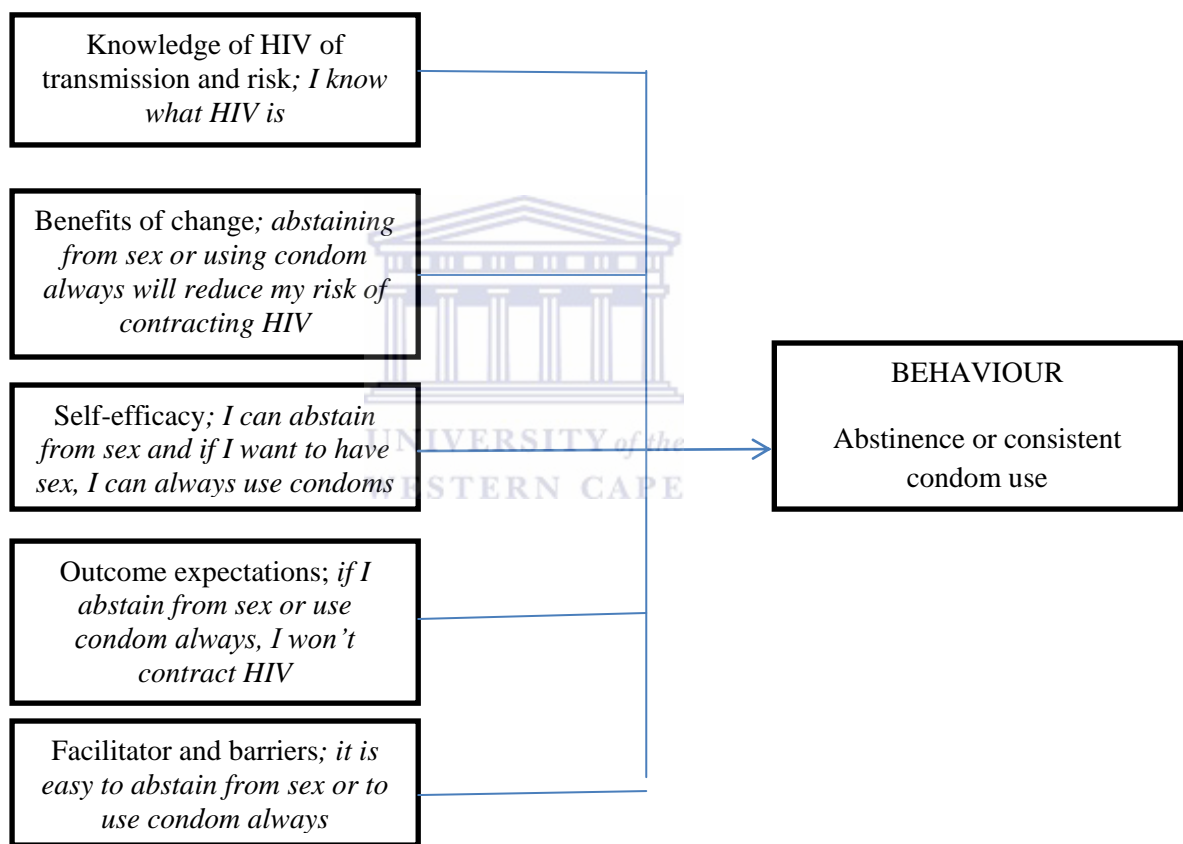 Knowledge of HIV of
transmission and risk; I know
what HIV is
Benefits of change; abstaining
from sex or using condom
always will reduce my risk of
contracting HIV
Self-efficacy; I can abstain
from sex and if I want to have
sex, I can always use condoms
Outcome expectations; if I
abstain from sex or use
condom always, I won’t
contract HIV
Facilitator and barriers; it is
easy to abstain from sex or to
use condom always
UNIVERSITY of the
WESTERN CAPE
BEHAVIOUR
Abstinence or consistent
condom use